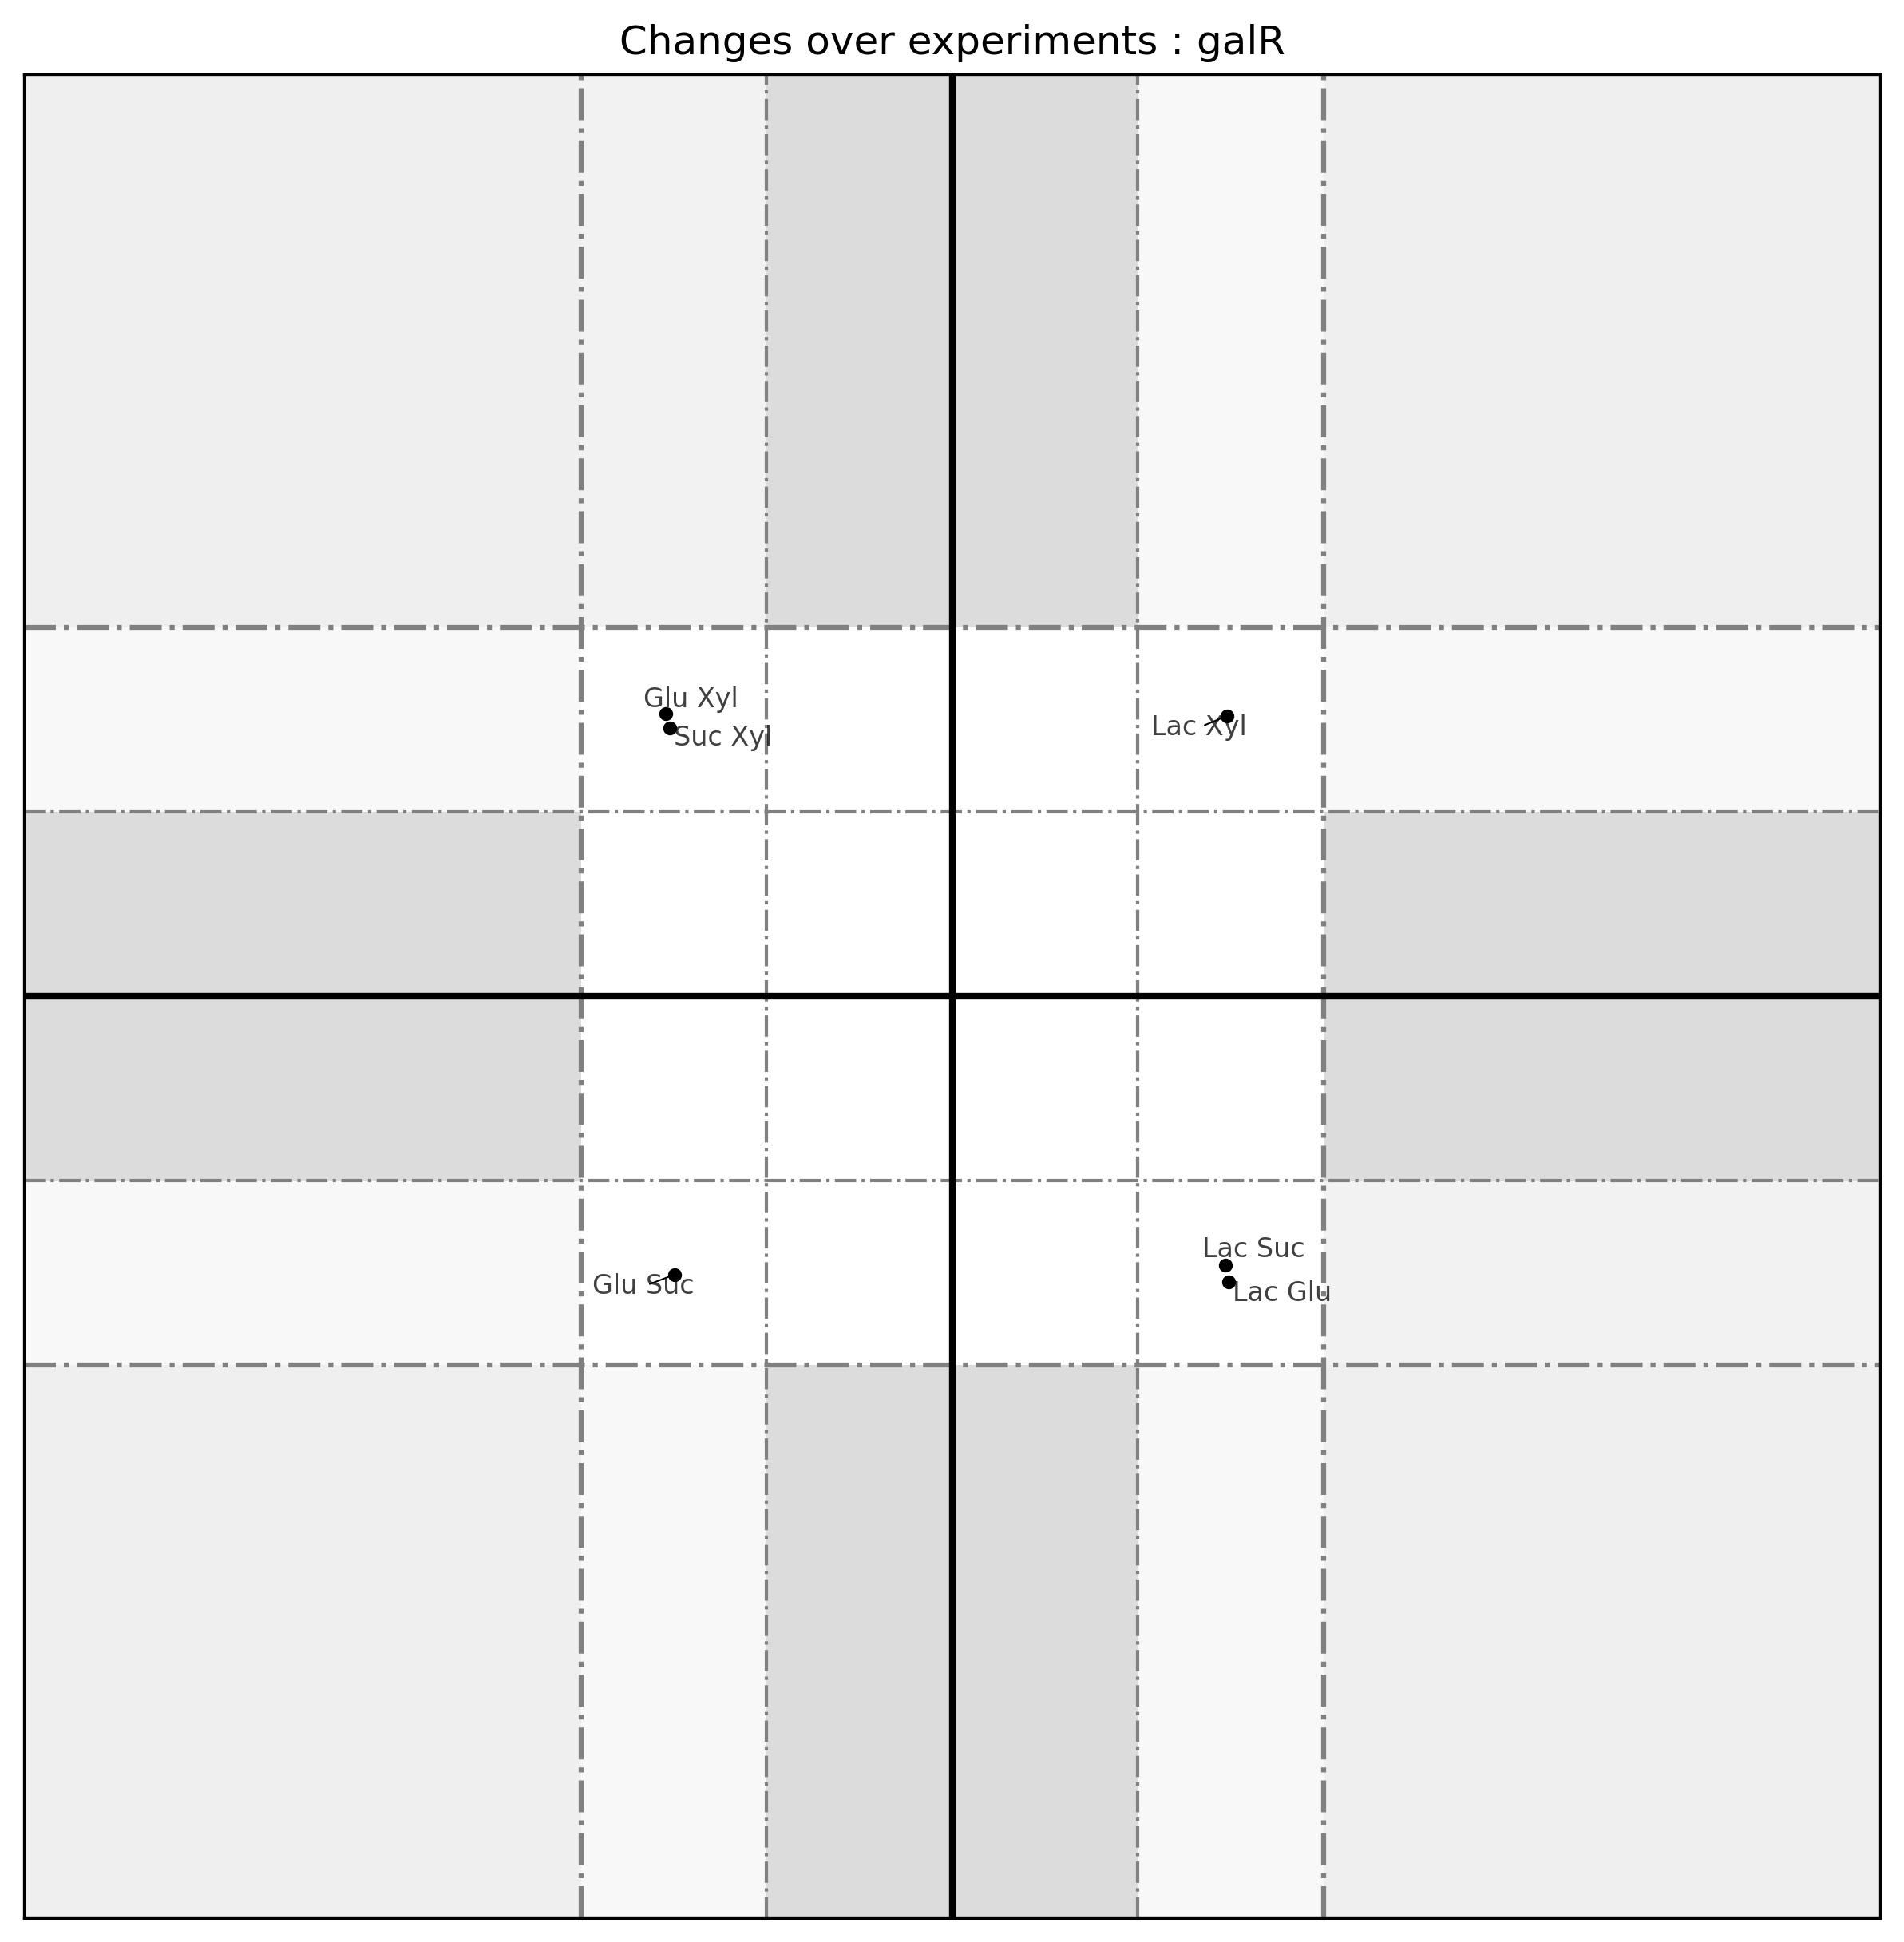 Changes over experiments : galR
Glu Xyl
Suc Xyl
Lac Xyl
Lac Suc
Glu Suc
Lac Glu